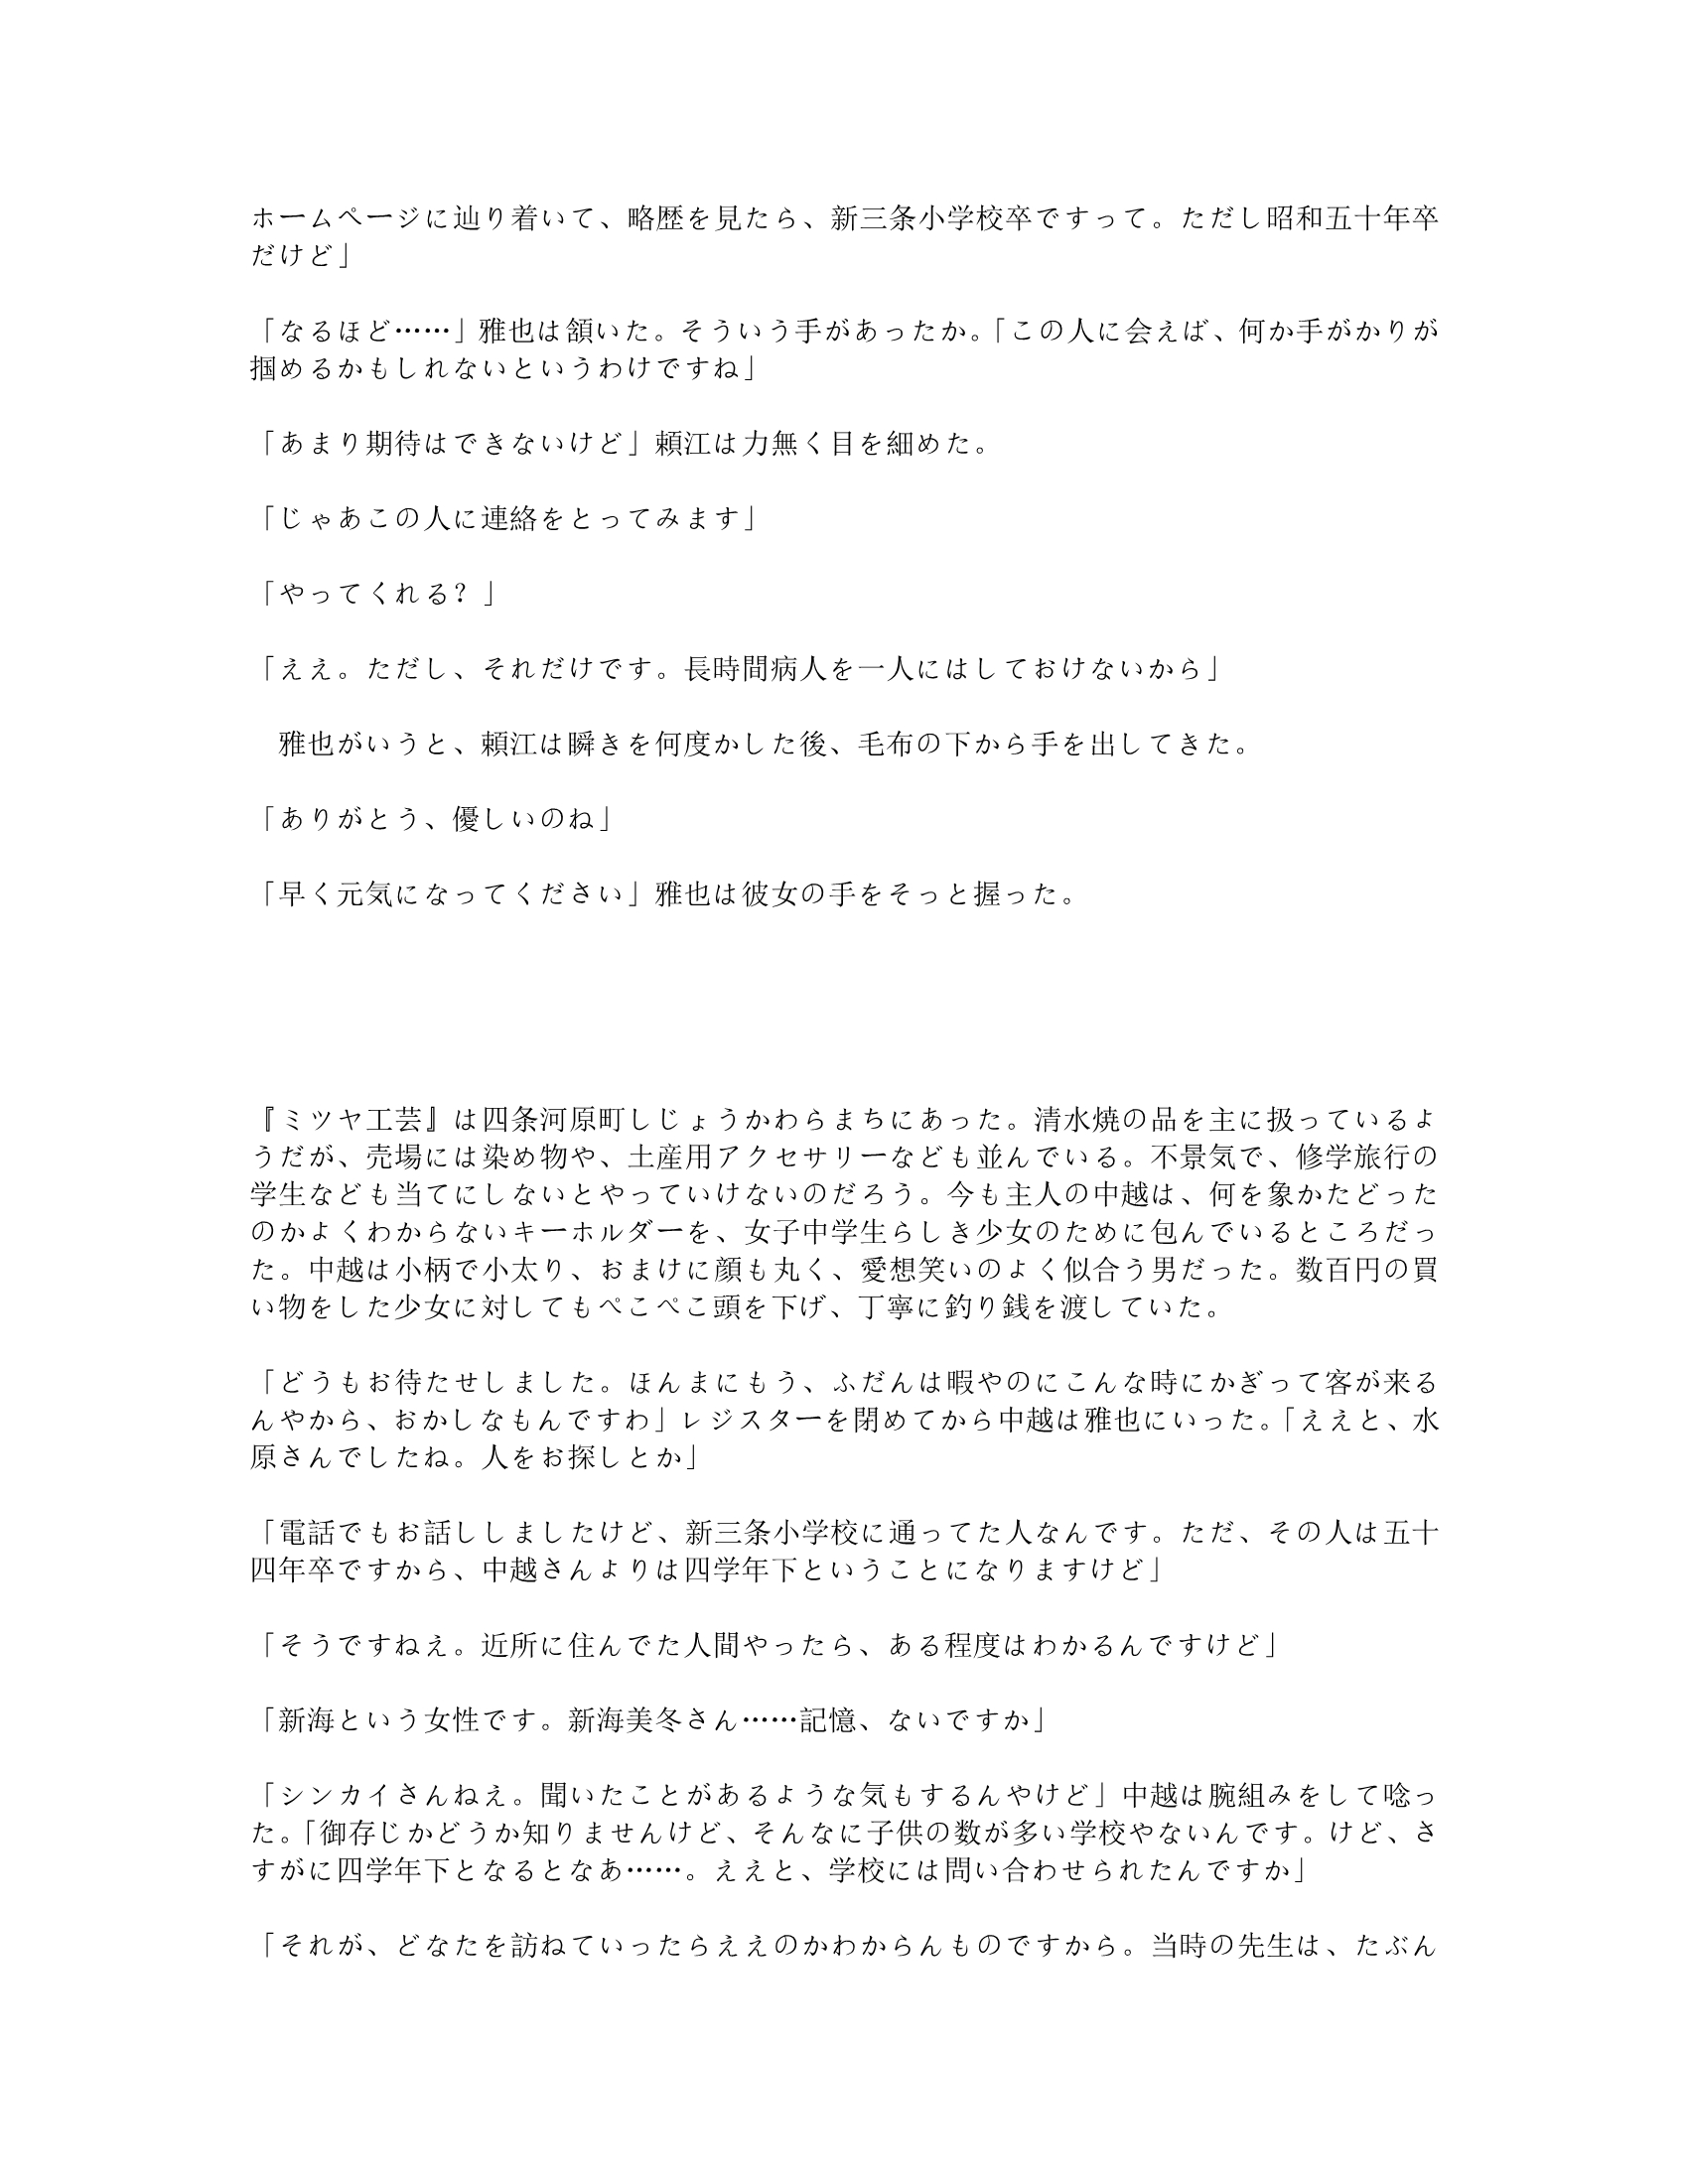 ホームページに辿り着いて、略歴を見たら、新三条小学校卒ですって。ただし昭和五十年卒
だけど」
「なるほど……」雅也は頷いた。そういう手があったか。「この人に会えば、何か手がかりが
掴めるかもしれないというわけですね」
「あまり期待はできないけど」頼江は力無く目を細めた。
「じゃあこの人に連絡をとってみます」
「やってくれる？」
「ええ。ただし、それだけです。長時間病人を一人にはしておけないから」
　雅也がいうと、頼江は瞬きを何度かした後、毛布の下から手を出してきた。
「ありがとう、優しいのね」
「早く元気になってください」雅也は彼女の手をそっと握った。
『ミツヤ工芸』は四条河原町しじょうかわらまちにあった。清水焼の品を主に扱っているよ
うだが、売場には染め物や、土産用アクセサリーなども並んでいる。不景気で、修学旅行の
学生なども当てにしないとやっていけないのだろう。今も主人の中越は、何を象かたどった
のかよくわからないキーホルダーを、女子中学生らしき少女のために包んでいるところだっ
た。中越は小柄で小太り、おまけに顔も丸く、愛想笑いのよく似合う男だった。数百円の買
い物をした少女に対してもぺこぺこ頭を下げ、丁寧に釣り銭を渡していた。
「どうもお待たせしました。ほんまにもう、ふだんは暇やのにこんな時にかぎって客が来る
んやから、おかしなもんですわ」レジスターを閉めてから中越は雅也にいった。「ええと、水
原さんでしたね。人をお探しとか」
「電話でもお話ししましたけど、新三条小学校に通ってた人なんです。ただ、その人は五十
四年卒ですから、中越さんよりは四学年下ということになりますけど」
「そうですねえ。近所に住んでた人間やったら、ある程度はわかるんですけど」
「新海という女性です。新海美冬さん……記憶、ないですか」
「シンカイさんねえ。聞いたことがあるような気もするんやけど」中越は腕組みをして唸っ
た。「御存じかどうか知りませんけど、そんなに子供の数が多い学校やないんです。けど、さ
すがに四学年下となるとなあ……。ええと、学校には問い合わせられたんですか」
「それが、どなたを訪ねていったらええのかわからんものですから。当時の先生は、たぶん